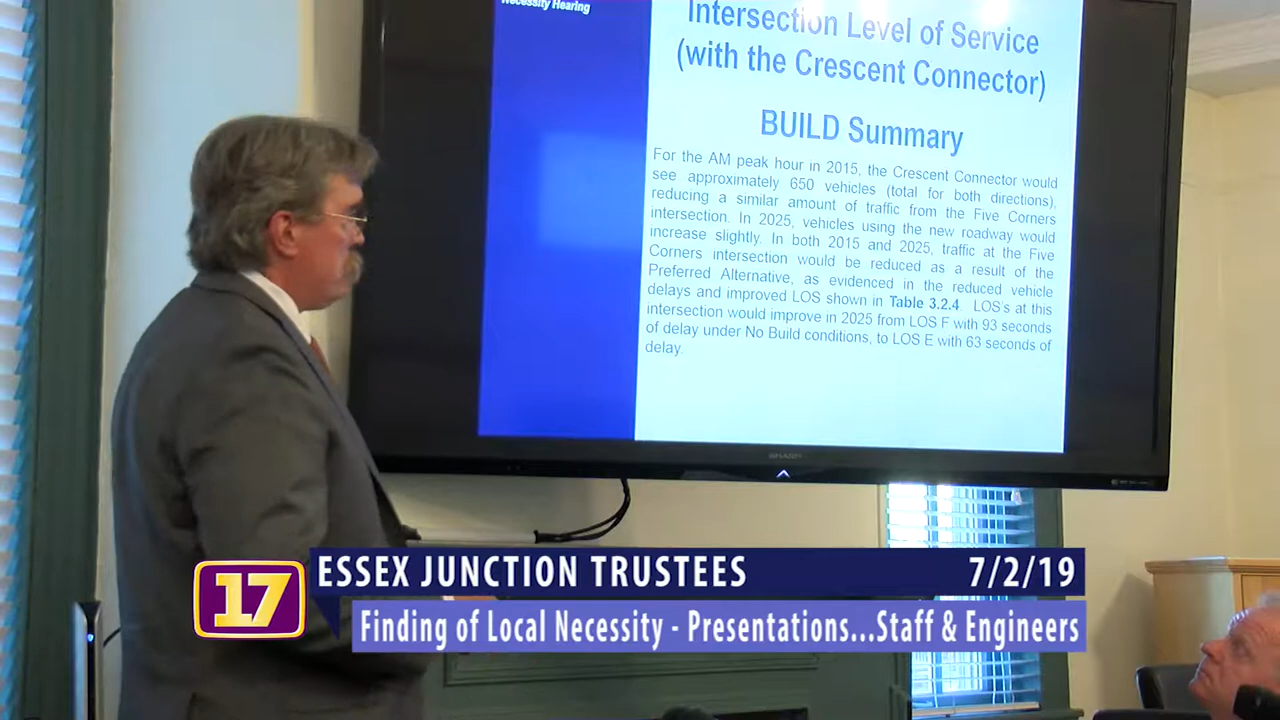 Necessity Hearing
Intersection Level of Service
(with the Crescent Connector)
BUILD Summary
For the AM peak hour in 2015, the Crescent Connector would
see approximately 650 vehicles (total for both directions),
reducing a similar amount of traffic from the Five Corners
intersection. In 2025, vehicles using the new roadway would
increase slightly. In both 2015 and 2025, traffic at the Five
Corners intersection would be reduced as a result of the
Preferred Alternative, as evidenced in the reduced vehicle
delays and improved LOS shown in Table 3.2.4. LOS's at this
intersection would improve in 2025 from LOS F with 93 seconds
of delay under No Build conditions, to LOS E with 63 seconds of
delay.
SHARP
17
ESSEX JUNCTION TRUSTEES 7/2/19
Finding of Local Necessity - Presentations...Staff & Engineers